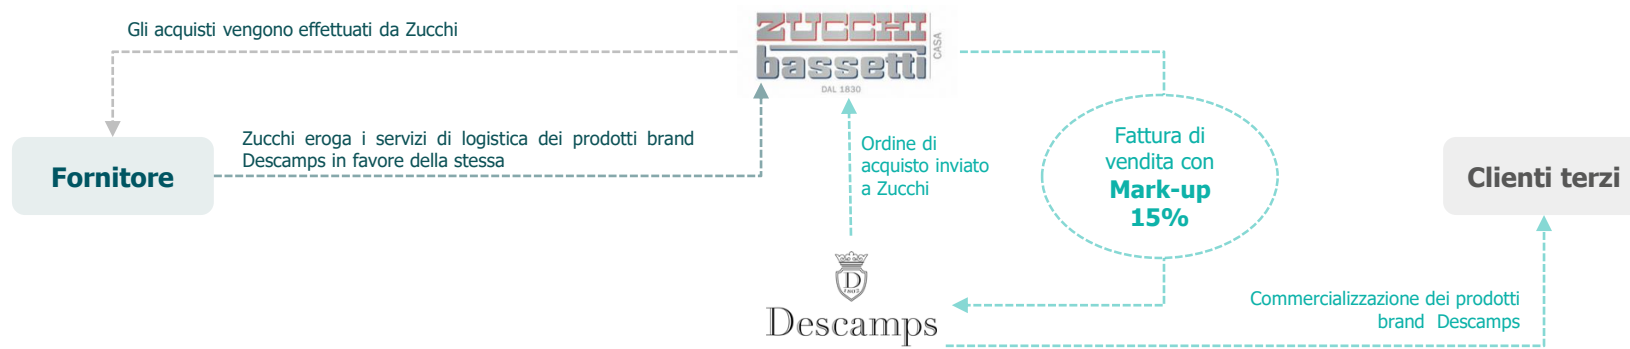 Gli acquisti vengono effettuati da Zucchi
ZUCCHI
bassetti
CASA
DAL 1830
Zucchi eroga i servizi di logistica dei prodotti brand
Descamps in favore della stessa
Fornitore
Ordine di
acquisto inviato
a Zucchi
Fattura di
vendita con
Mark-up
15%
Clienti terzi
D
PARIS
Descamps
Commercializzazione dei prodotti
brand Descamps